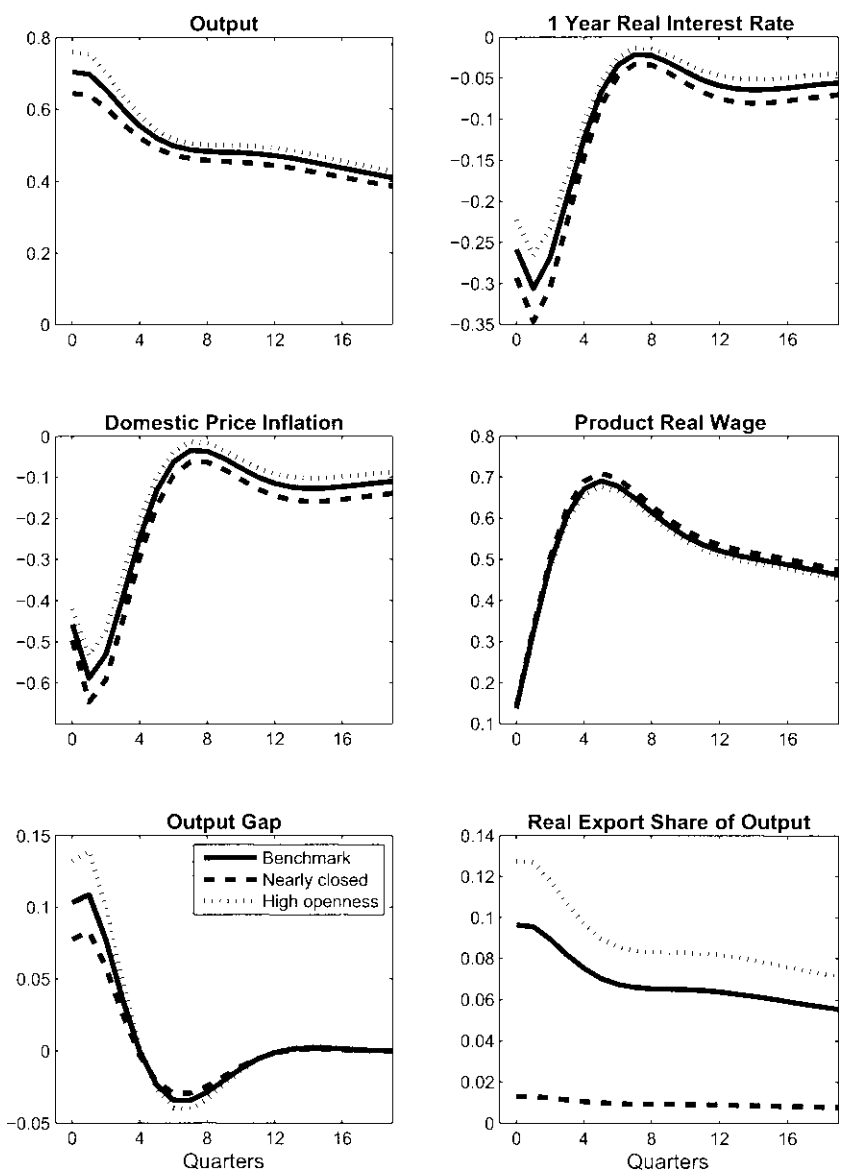 Output
0.8
0.6
0.4
0.2
0
0 4 8 12 16
1 Year Real Interest Rate
0
−0.05
−0.1
−0.15
−0.2
−0.25
−0.3
−0.35
0 4 8 12 16
Domestic Price Inflation
0
−0.1
−0.2
−0.3
−0.4
−0.5
−0.6
0 4 8 12 16
Product Real Wage
0.8
0.7
0.6
0.5
0.4
0.3
0.2
0.1
0 4 8 12 16
Output Gap
0.15
0.1
0.05
0
−0.05
Benchmark
Nearly closed
High openness
0 4 8 12 16
Quarters
Real Export Share of Output
0.14
0.12
0.1
0.08
0.06
0.04
0.02
0
0 4 8 12 16
Quarters